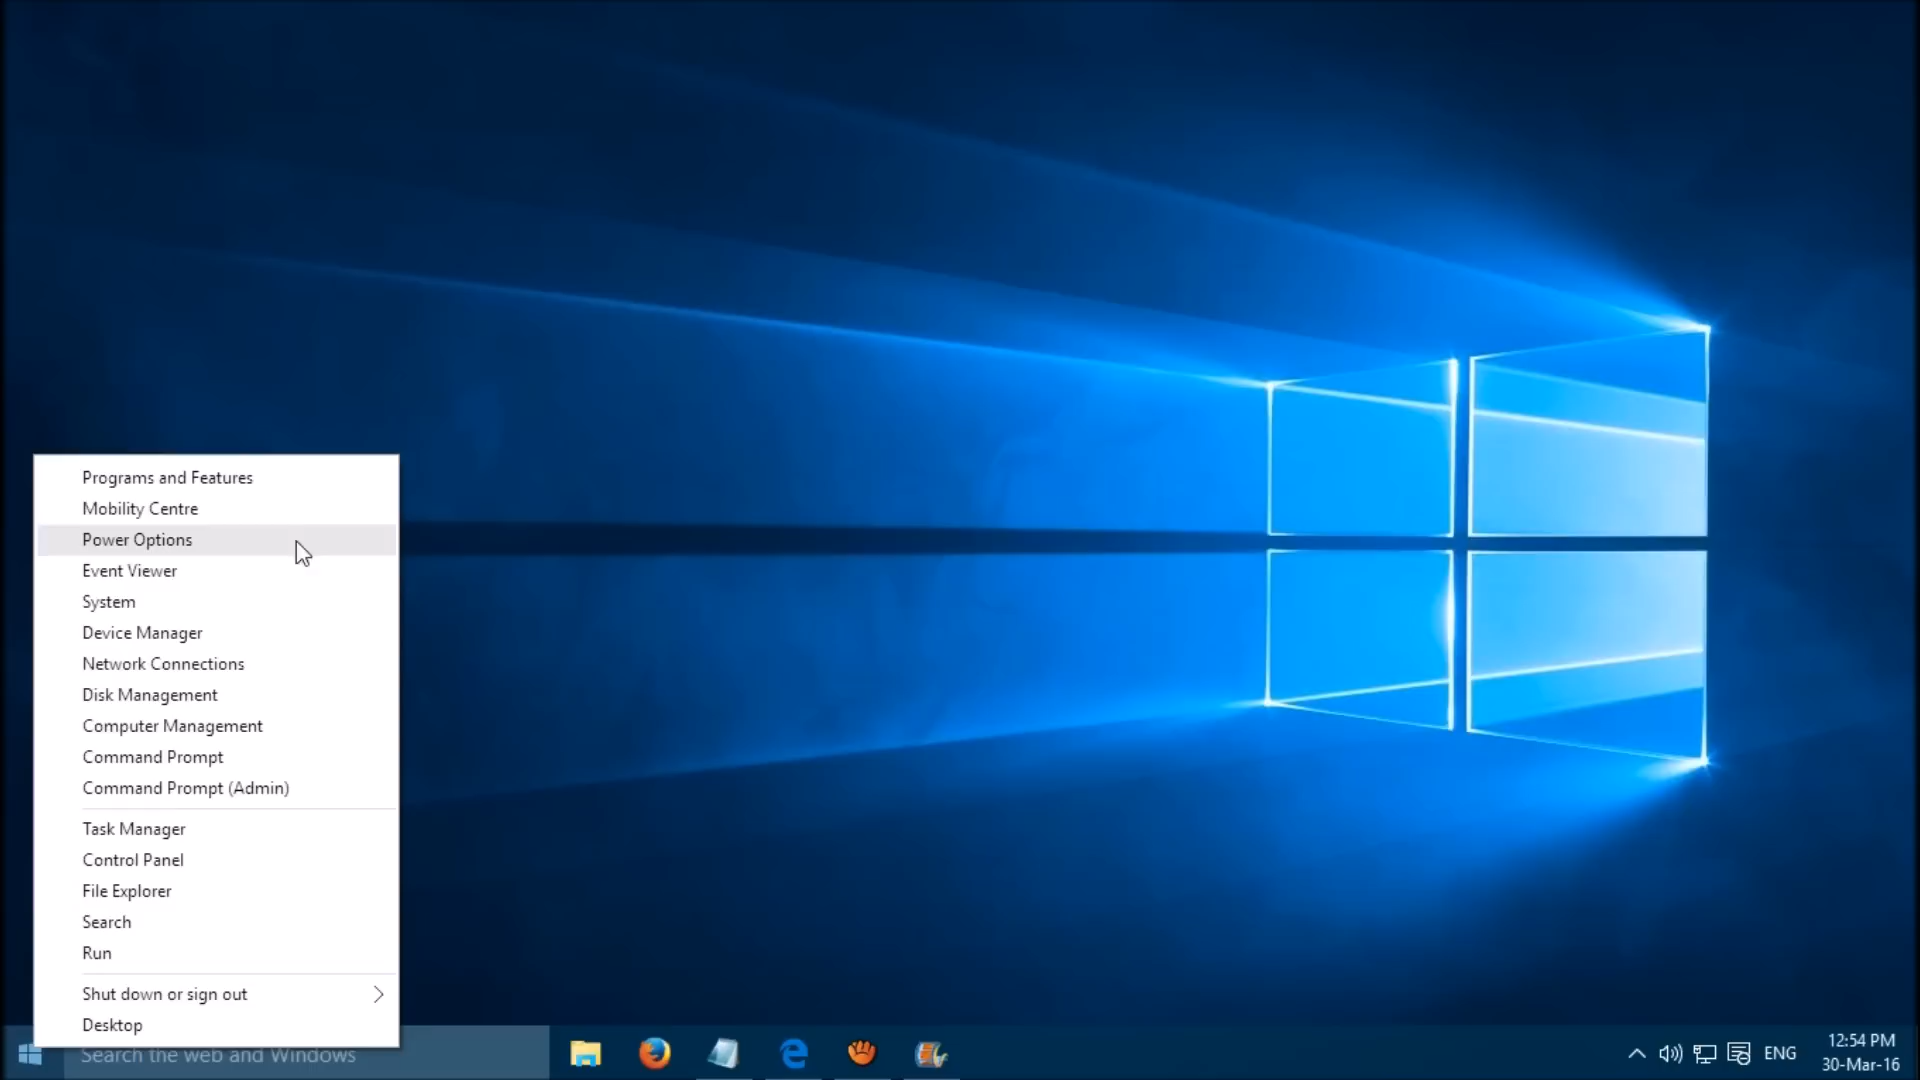 Programs and Features
Mobility Centre
Power Options
Event Viewer
System
Device Manager
Network Connections
Disk Management
Computer Management
Command Prompt
Command Prompt (Admin)
Task Manager
Control Panel
File Explorer
Search
Run
Shut down or sign out
Desktop
Search the web and Windows
ENG
12:54 PM
30-Mar-16